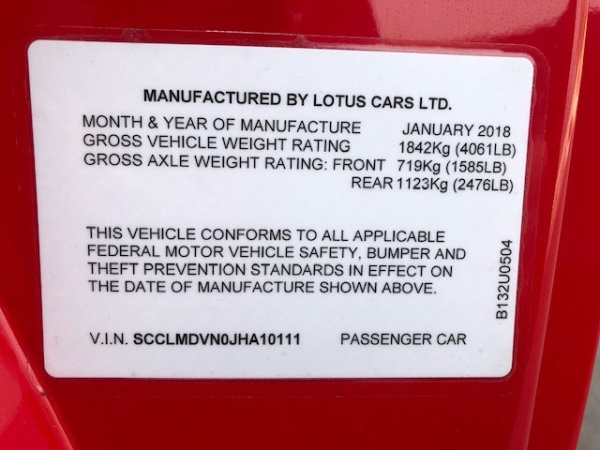 MANUFACTURED BY LOTUS CARS LTD.
MONTH & YEAR OF MANUFACTURE JANUARY 2018
GROSS VEHICLE WEIGHT RATING 1842Kg (4061LB)
GROSS AXLE WEIGHT RATING: FRONT 719Kg (1585LB)
REAR 1123Kg (2476LB)
THIS VEHICLE CONFORMS TO ALL APPLICABLE
FEDERAL MOTOR VEHICLE SAFETY, BUMPER AND
THEFT PREVENTION STANDARDS IN EFFECT ON
THE DATE OF MANUFACTURE SHOWN ABOVE.
B132U0504
V.I.N. SCCLMDVN0JHA10111 PASSENGER CAR